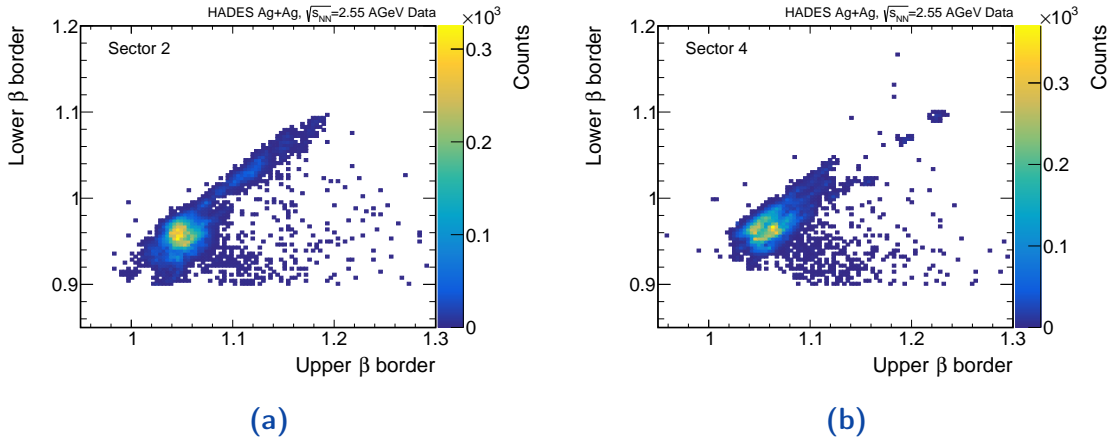 HADES Ag+Ag, √s_NN=2.55 AGeV Data
×10³
Sector 2
Lower β border
1.2
1.1
1
0.9
1
1.1
1.2
1.3
Upper β border
0.3
0.2
0.1
0
Counts
(a)
HADES Ag+Ag, √s_NN=2.55 AGeV Data
×10³
Sector 4
Lower β border
1.2
1.1
1
0.9
1
1.1
1.2
1.3
Upper β border
0.3
0.2
0.1
0
Counts
(b)